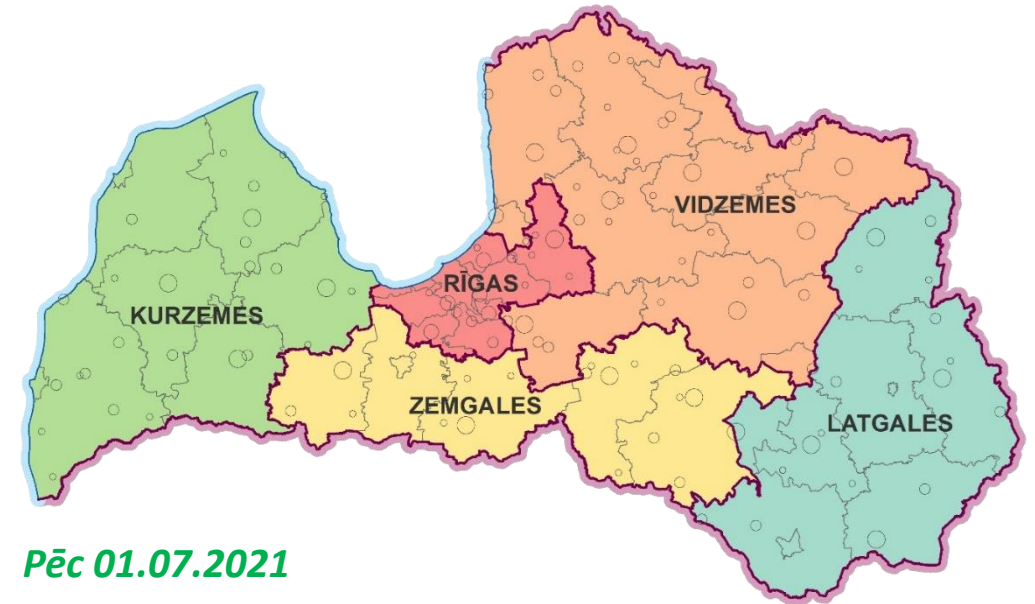 VIDZEMES
RĪGAS
KURZEMES
ZEMGALES
LATGALES
Pēc 01.07.2021